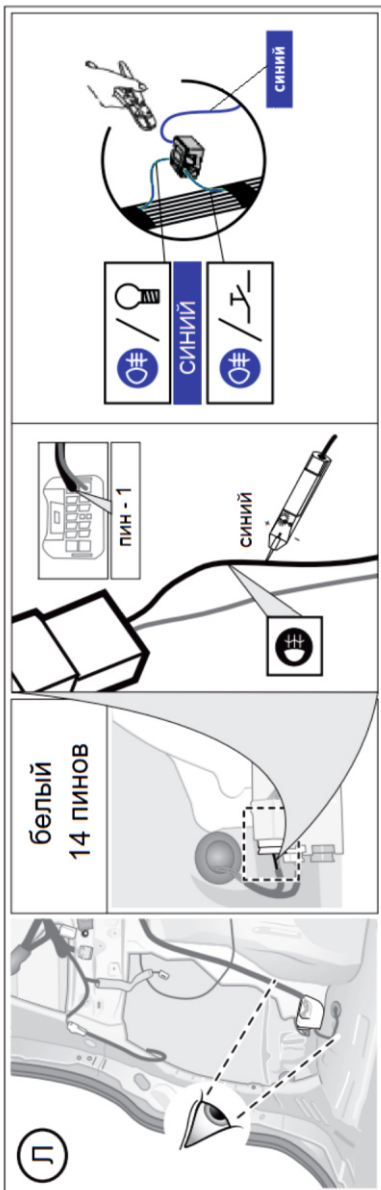 Л
белый
14 пинов
пин - 1
синий
СИНИЙ
синий